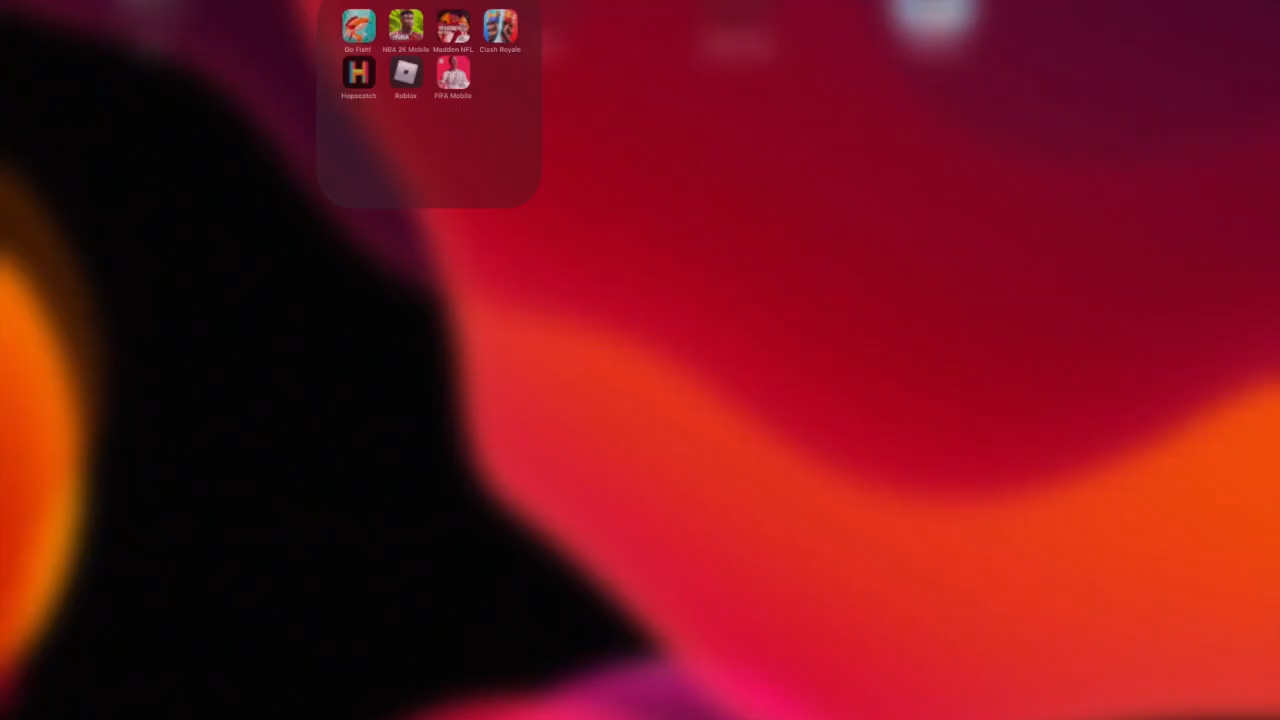 Go Fish!
NBA 2K Mobile
Madden NFL
Clash Royale
Hopscotch
Roblox
FIFA Mobile